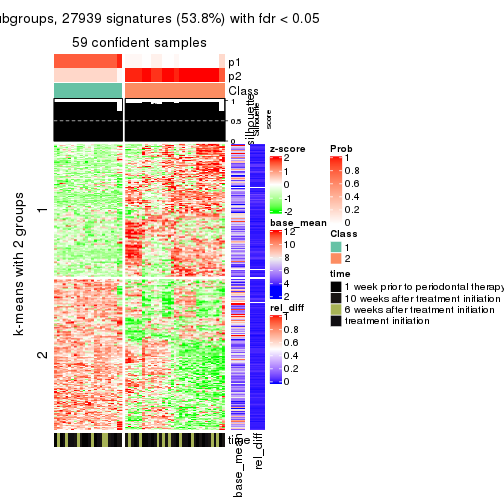 ubgroups, 27939 signatures (53.8%) with fdr < 0.05
59 confident samples
p1
p2
Class
1
0.5
0
silhouette
Silhouette
score
k-means with 2 groups
1
2
time
base_mean
rel_diff
z-score
2
1
0
-1
-2
base_mean
12
10
8
6
4
2
rel_diff
1
0.8
0.6
0.4
0.2
0
Prob
1
0.8
0.6
0.4
0.2
0
Class
1
2
time
1 week prior to periodontal therapy
10 weeks after treatment initiation
6 weeks after treatment initiation
treatment initiation